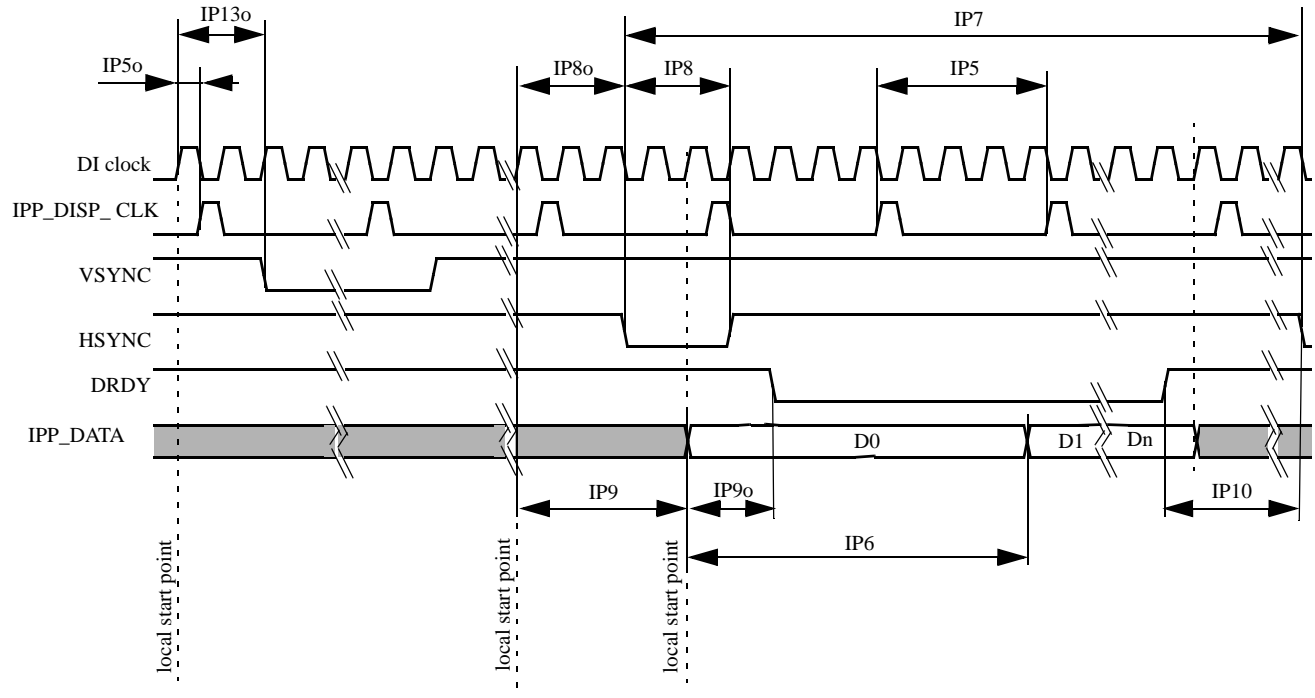 IP13o
IP7
IP5o
IP8o
IP8
IP5
DI clock
IPP_DISP_ CLK
VSYNC
HSYNC
DRDY
IPP_DATA
D0
D1
Dn
IP9
IP9o
IP10
IP6
local start point
local start point
local start point